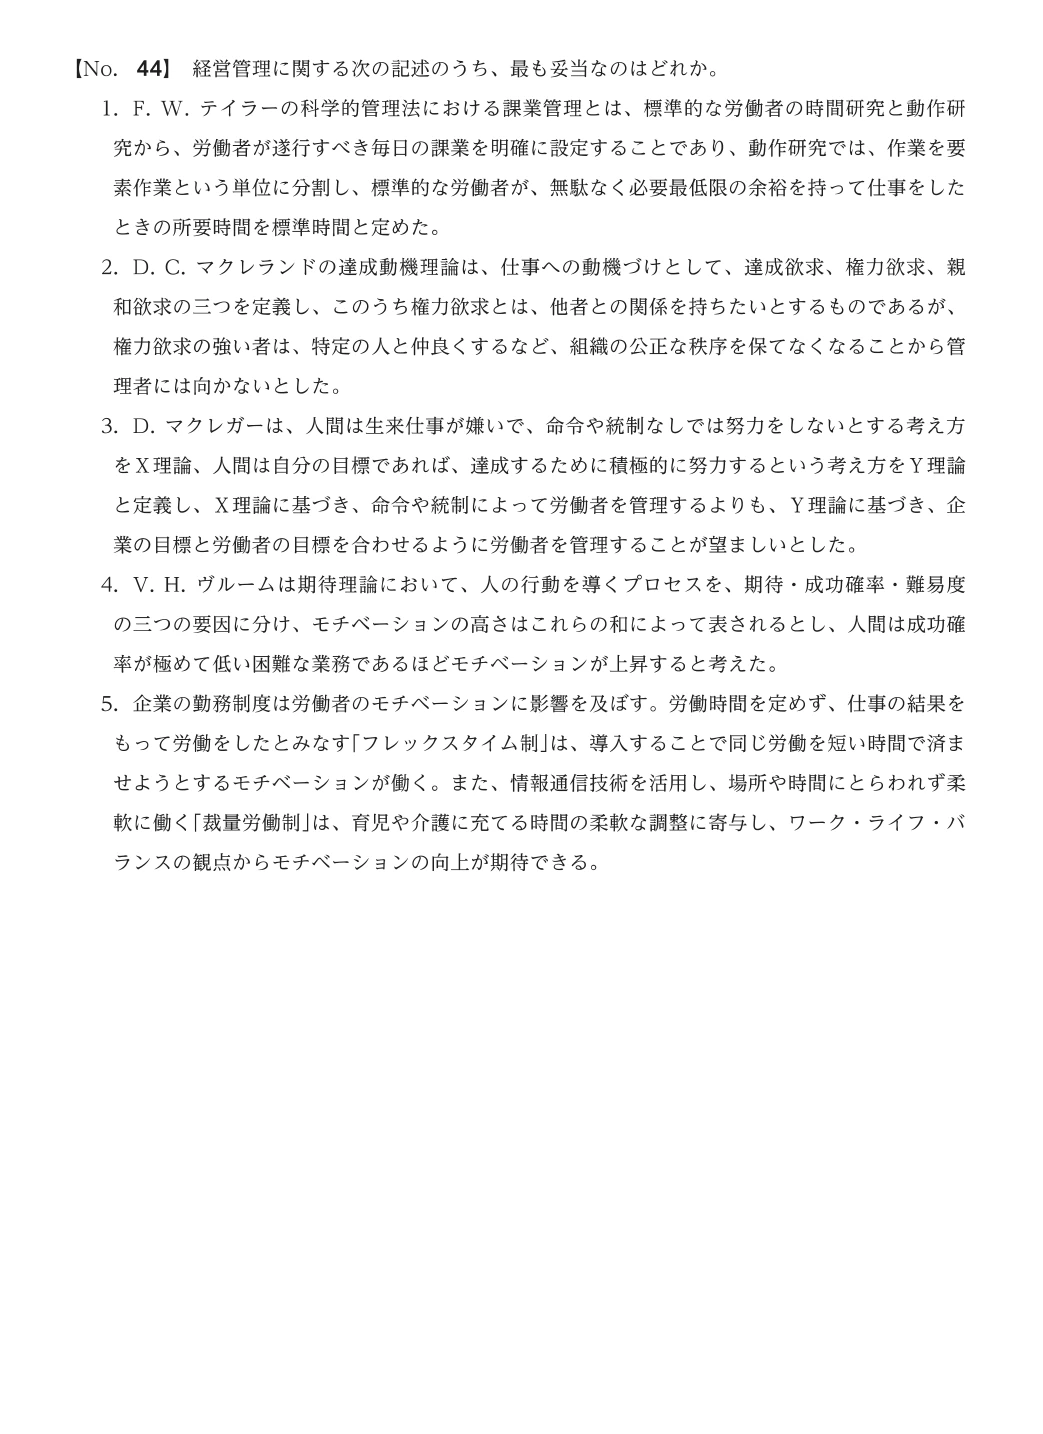 【No. 44】 経営管理に関する次の記述のうち、最も妥当なのはどれか。
1. F. W. テイラーの科学的管理法における課業管理とは、標準的な労働者の時間研究と動作研
究から、労働者が遂行すべき毎日の課業を明確に設定することであり、動作研究では、作業を要
素作業という単位に分割し、標準的な労働者が、無駄なく必要最低限の余裕を持って仕事をした
ときの所要時間を標準時間と定めた。
2. D. C. マクレランドの達成動機理論は、仕事への動機づけとして、達成欲求、権力欲求、親
和欲求の三つを定義し、このうち権力欲求とは、他者との関係を持ちたいとするものであるが、
権力欲求の強い者は、特定の人と仲良くするなど、組織の公正な秩序を保てなくなることから管
理者には向かないとした。
3. D. マクレガーは、人間は生来仕事が嫌いで、命令や統制なしでは努力をしないとする考え方
をX理論、人間は自分の目標であれば、達成するために積極的に努力するという考え方をY理論
と定義し、X理論に基づき、命令や統制によって労働者を管理するよりも、Y理論に基づき、企
業の目標と労働者の目標を合わせるように労働者を管理することが望ましいとした。
4. V. H. ヴルームは期待理論において、人の行動を導くプロセスを、期待・成功確率・難易度
の三つの要因に分け、モチベーションの高さはこれらの和によって表されるとし、人間は成功確
率が極めて低い困難な業務であるほどモチベーションが上昇すると考えた。
5. 企業の勤務制度は労働者のモチベーションに影響を及ぼす。労働時間を定めず、仕事の結果を
もって労働をしたとみなす「フレックスタイム制」は、導入することで同じ労働を短い時間で済ま
せようとするモチベーションが働く。また、情報通信技術を活用し、場所や時間にとらわれず柔
軟に働く「裁量労働制」は、育児や介護に充てる時間の柔軟な調整に寄与し、ワーク・ライフ・バ
ランスの観点からモチベーションの向上が期待できる。